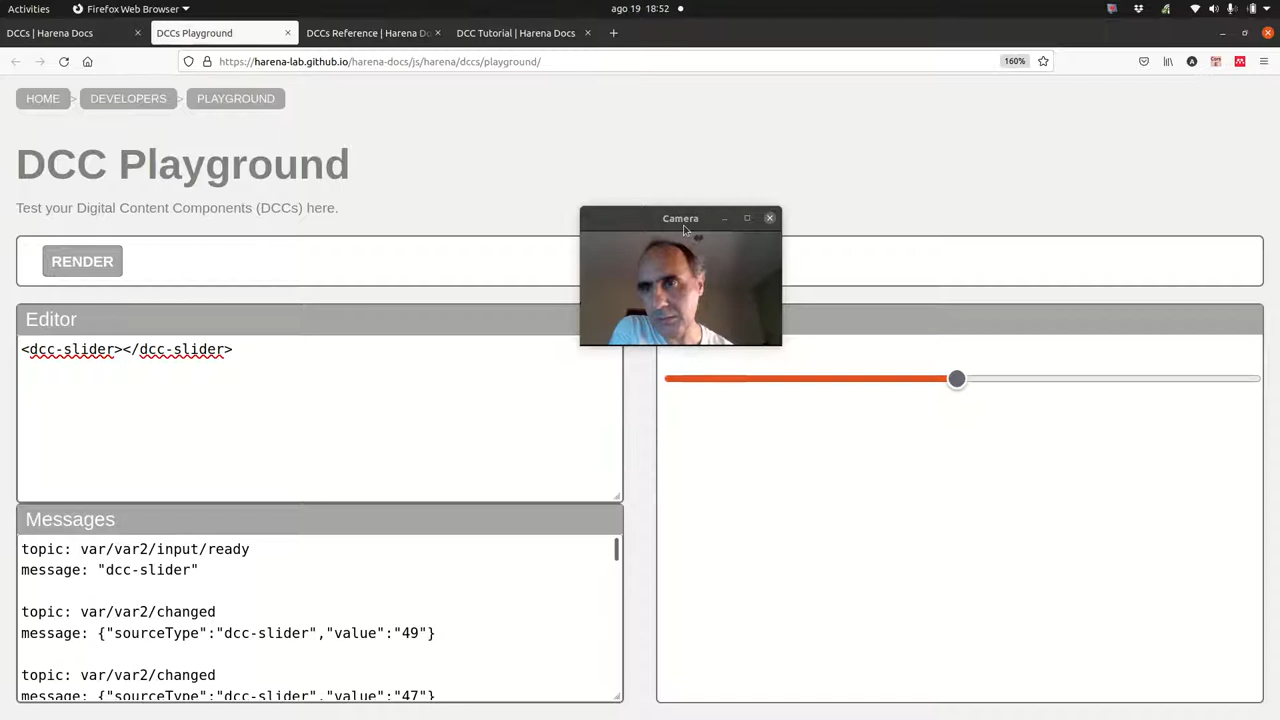 Activities
Firefox Web Browser
ago 19 18:52
DCCs | Harena Docs
DCCs Playground
DCCs Reference | Harena Do
DCC Tutorial | Harena Docs
https://harena-lab.github.io/harena-docs/js/harena/dccs/playground/
160%
HOME > DEVELOPERS > PLAYGROUND
DCC Playground
Test your Digital Content Components (DCCs) here.
Camera
RENDER
Editor
<dcc-slider></dcc-slider>
Messages
topic: var/var2/input/ready
message: "dcc-slider"
topic: var/var2/changed
message: {"sourceType":"dcc-slider","value":"49"}
topic: var/var2/changed
message: {"sourceType":"dcc-slider","value":"47"}